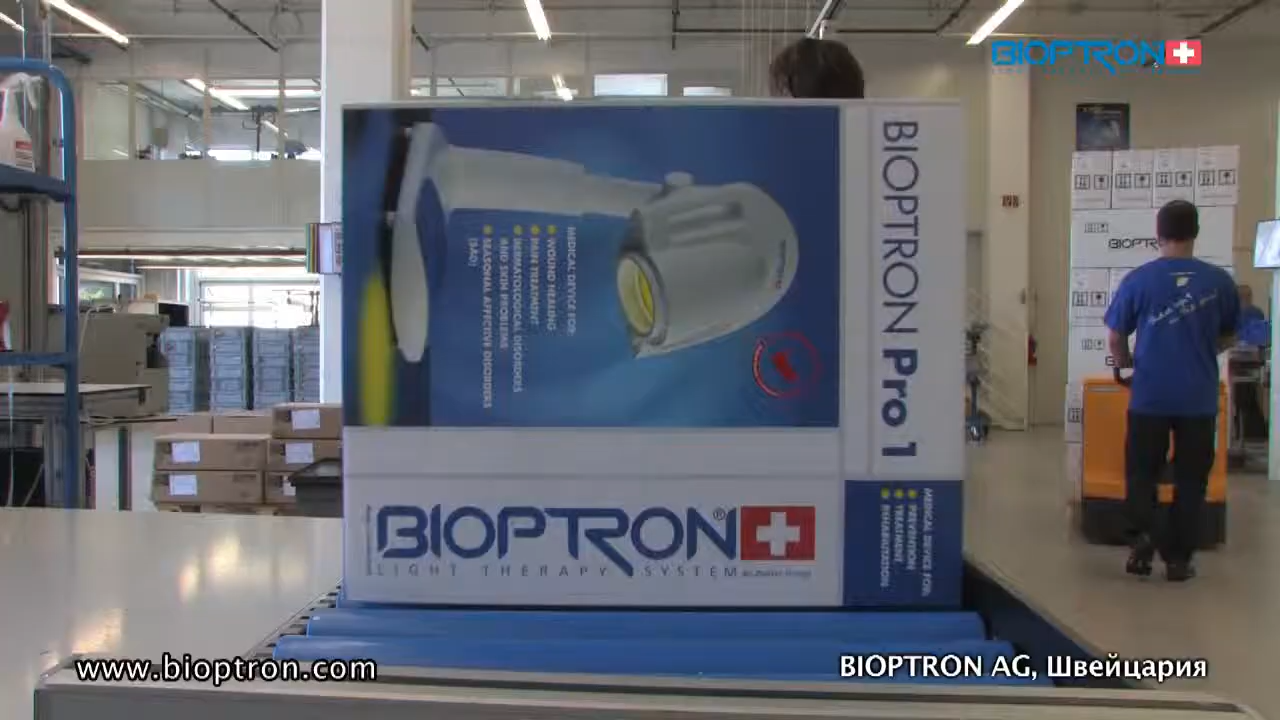 BIOPTRON
BIOPTRON Pro 1
MEDICAL DEVICE FOR:
WOUND HEALING
PAIN TREATMENT
DERMATOLOGICAL DISORDERS
AND SKIN PROBLEMS
SEASONAL AFFECTIVE DISORDERS
(SAD)
MEDICAL DEVICE FOR:
PREVENTION
TREATMENT
REHABILITATION
BIOPTRON®
LIGHT THERAPY SYSTEM
BIOPTR
www.bioptron.com
BIOPTRON AG, Швейцария